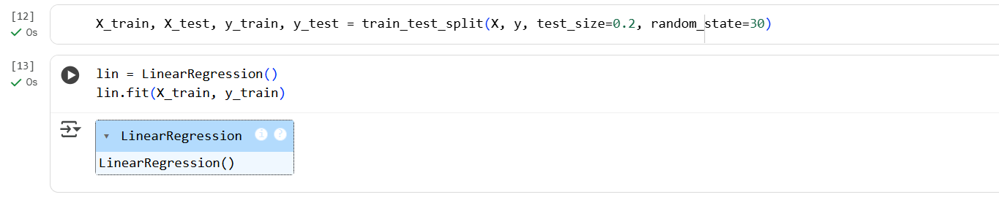 [12]
0s
X_train, X_test, y_train, y_test = train_test_split(X, y, test_size=0.2, random_state=30)
[13]
0s
lin = LinearRegression()
lin.fit(X_train, y_train)
LinearRegression i ?
LinearRegression()